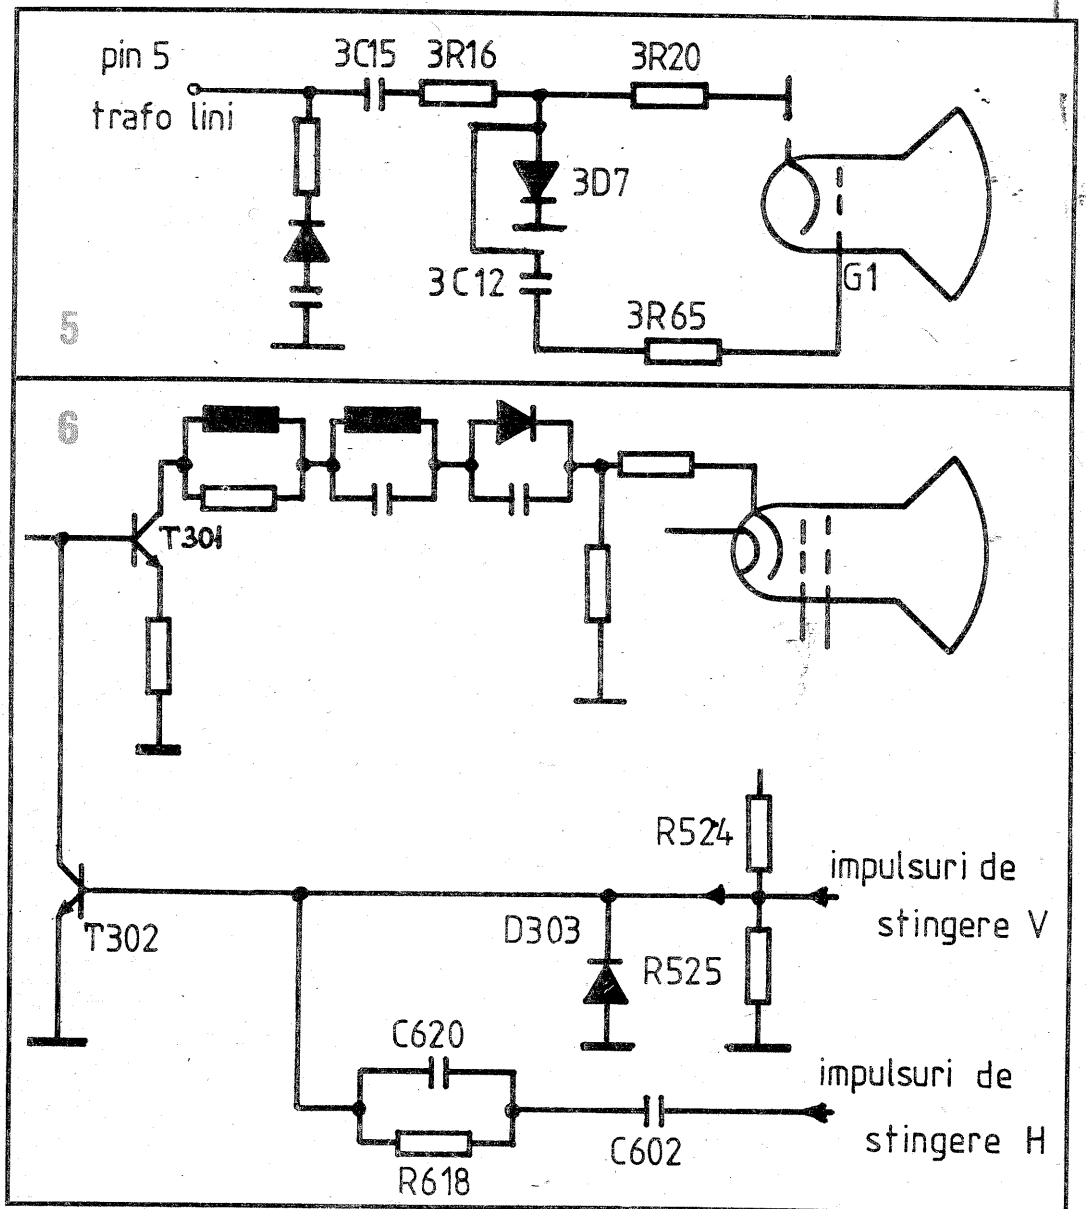 pin 5
trafo lini
3C15
3R16
3R20
3D7
3C12
G1
3R65
5
6
T301
R524
impulsuri de
stingere V
T302
D303
R525
C620
impulsuri de
stingere H
C602
R618